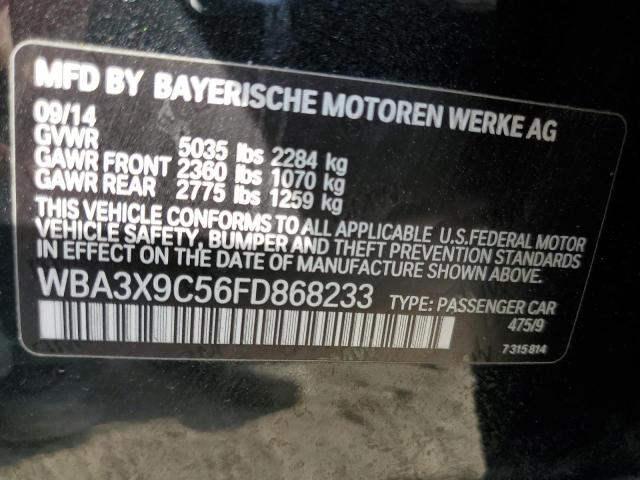 MFD BY BAYERISCHE MOTOREN WERKE AG
09/14
GVWR 5035 lbs 2284 kg
GAWR FRONT 2360 lbs 1070 kg
GAWR REAR 2775 lbs 1259 kg
THIS VEHICLE CONFORMS TO ALL APPLICABLE U.S.FEDERAL MOTOR
VEHICLE SAFETY, BUMPER AND THEFT PREVENTION STANDARDS
IN EFFECT ON THE DATE OF MANUFACTURE SHOWN ABOVE.
WBA3X9C56FD868233 TYPE: PASSENGER CAR
475/9
7315814